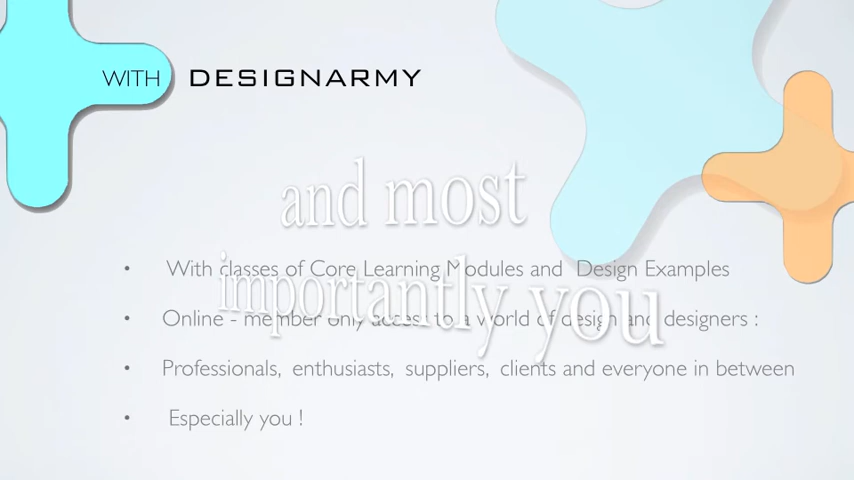 WITH DESIGNARMY
and most
importantly you
• With classes of Core Learning Modules and Design Examples
• Online - member only access to a world of design and designers :
• Professionals, enthusiasts, suppliers, clients and everyone in between
• Especially you !